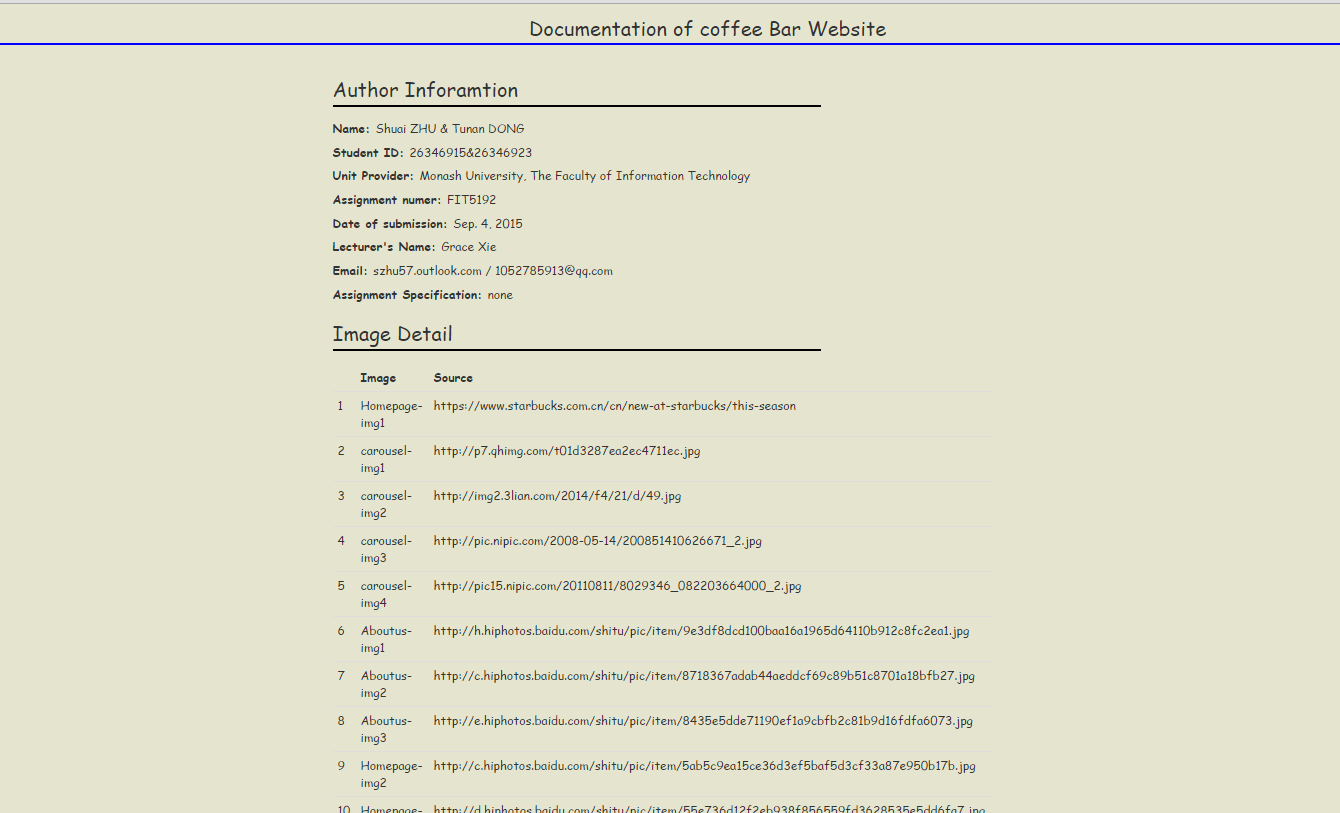 Documentation of coffee Bar Website
Author Inforamtion
Name: Shuai ZHU & Tunan DONG
Student ID: 26346915&26346923
Unit Provider: Monash University, The Faculty of Information Technology
Assignment numer: FIT5192
Date of submission: Sep. 4, 2015
Lecturer's Name: Grace Xie
Email: szhu57.outlook.com / 1052785913@qq.com
Assignment Specification: none
Image Detail
Image Source
1 Homepage- https://www.starbucks.com.cn/cn/new-at-starbucks/this-season
img1
2 carousel- http://p7.qhimg.com/t01d3287ea2ec4711ec.jpg
img1
3 carousel- http://img2.3lian.com/2014/f4/21/d/49.jpg
img2
4 carousel- http://pic.nipic.com/2008-05-14/200851410626671_2.jpg
img3
5 carousel- http://pic15.nipic.com/20110811/8029346_082203664000_2.jpg
img4
6 Aboutus- http://h.hiphotos.baidu.com/shitu/pic/item/9e3df8dcd100baa16a1965d64110b912c8fc2ea1.jpg
img1
7 Aboutus- http://c.hiphotos.baidu.com/shitu/pic/item/8718367adab44aeddcf69c89b51c8701a18bfb27.jpg
img2
8 Aboutus- http://e.hiphotos.baidu.com/shitu/pic/item/8435e5dde71190ef1a9cbfb2c81b9d16fdfa6073.jpg
img3
9 Homepage- http://c.hiphotos.baidu.com/shitu/pic/item/5ab5c9ea15ce36d3ef5baf5d3cf33a87e950b17b.jpg
img2
10 Homepage- http://d.hiphotos.baidu.com/shitu/pic/item/55e736d12f2eb938f856559fd3628535e5dd6fa7.jpg